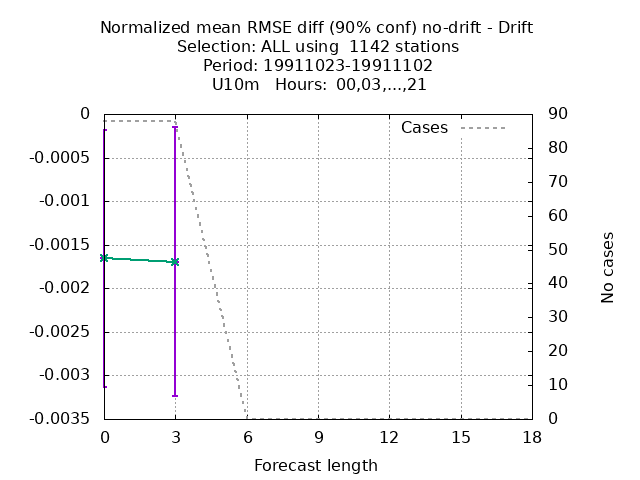 Normalized mean RMSE diff (90% conf) no-drift - Drift
Selection: ALL using  1142 stations
Period: 19911023-19911102
U10m   Hours:  00,03,...,21
Cases
0
-0.0005
-0.001
-0.0015
-0.002
-0.0025
-0.003
-0.0035
90
80
70
60
50
40
30
20
10
0
No cases
0 3 6 9 12 15 18
Forecast length